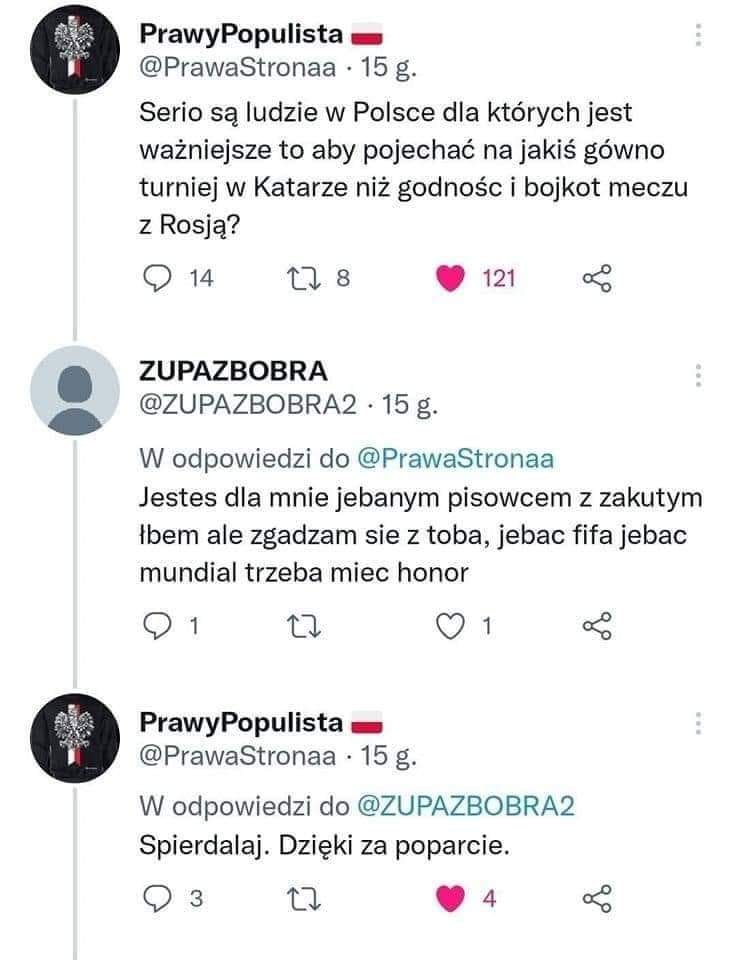 PrawyPopulista 🇵🇱
@PrawaStronaa · 15 g.
Serio są ludzie w Polsce dla których jest
ważniejsze to aby pojechać na jakiś gówno
turniej w Katarze niż godnośc i bojkot meczu
z Rosją?
14 8 121
ZUPAZBOBRA
@ZUPAZBOBRA2 · 15 g.
W odpowiedzi do @PrawaStronaa
Jestes dla mnie jebanym pisowcem z zakutym
łbem ale zgadzam sie z toba, jebac fifa jebac
mundial trzeba miec honor
1 1
PrawyPopulista 🇵🇱
@PrawaStronaa · 15 g.
W odpowiedzi do @ZUPAZBOBRA2
Spierdalaj. Dzięki za poparcie.
3 4